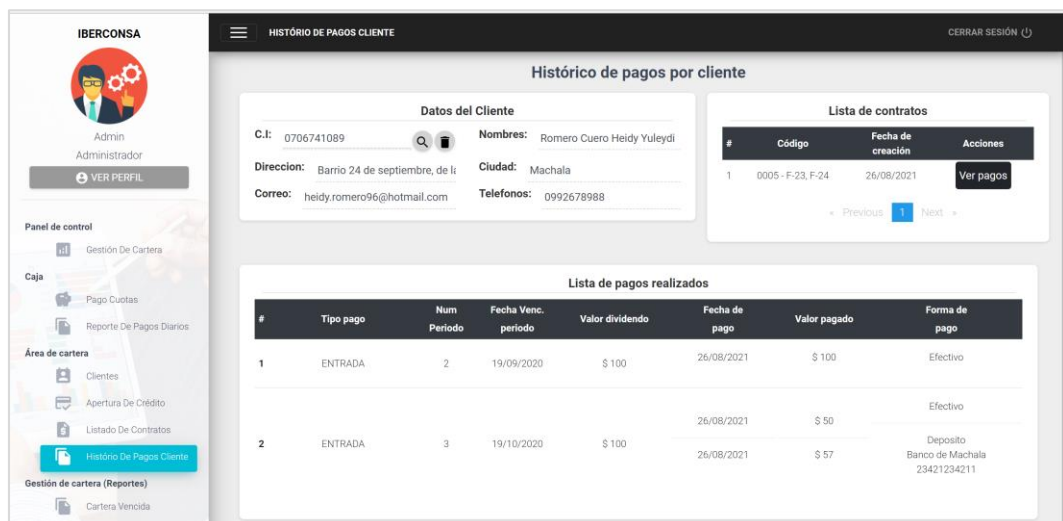 IBERCONSA
Admin
Administrador
VER PERFIL
Panel de control
Gestión De Cartera
Caja
Pago Cuotas
Reporte De Pagos Diarios
Área de cartera
Clientes
Apertura De Crédito
Listado De Contratos
Histório De Pagos Cliente
Gestión de cartera (Reportes)
Cartera Vencida
HISTÓRIO DE PAGOS CLIENTE
CERRAR SESIÓN
Histórico de pagos por cliente
Datos del Cliente
C.I: 0706741089 Nombres: Romero Cuero Heidy Yuleydi
Direccion: Barrio 24 de septiembre, de la Ciudad: Machala
Correo: heidy.romero96@hotmail.com Telefonos: 0992678988
Lista de contratos
# Código Fecha de creación Acciones
1 0005 - F-23, F-24 26/08/2021 Ver pagos
« Previous 1 Next »
Lista de pagos realizados
# Tipo pago Num Periodo Fecha Venc. periodo Valor dividendo Fecha de pago Valor pagado Forma de pago
1 ENTRADA 2 19/09/2020 $ 100 26/08/2021 $ 100 Efectivo
2 ENTRADA 3 19/10/2020 $ 100
26/08/2021 $ 50 Efectivo
26/08/2021 $ 57 Deposito
Banco de Machala
23421234211